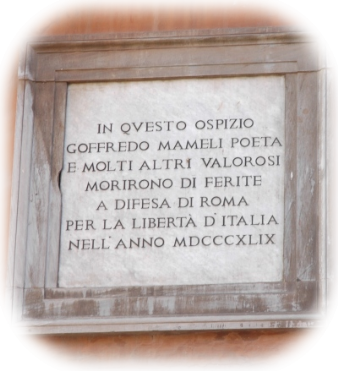 IN QVESTO OSPIZIO
GOFFREDO MAMELI POETA
E MOLTI ALTRI VALOROSI
MORIRONO DI FERITE
A DIFESA DI ROMA
PER LA LIBERTÀ D'ITALIA
NELL'ANNO MDCCCXLIX